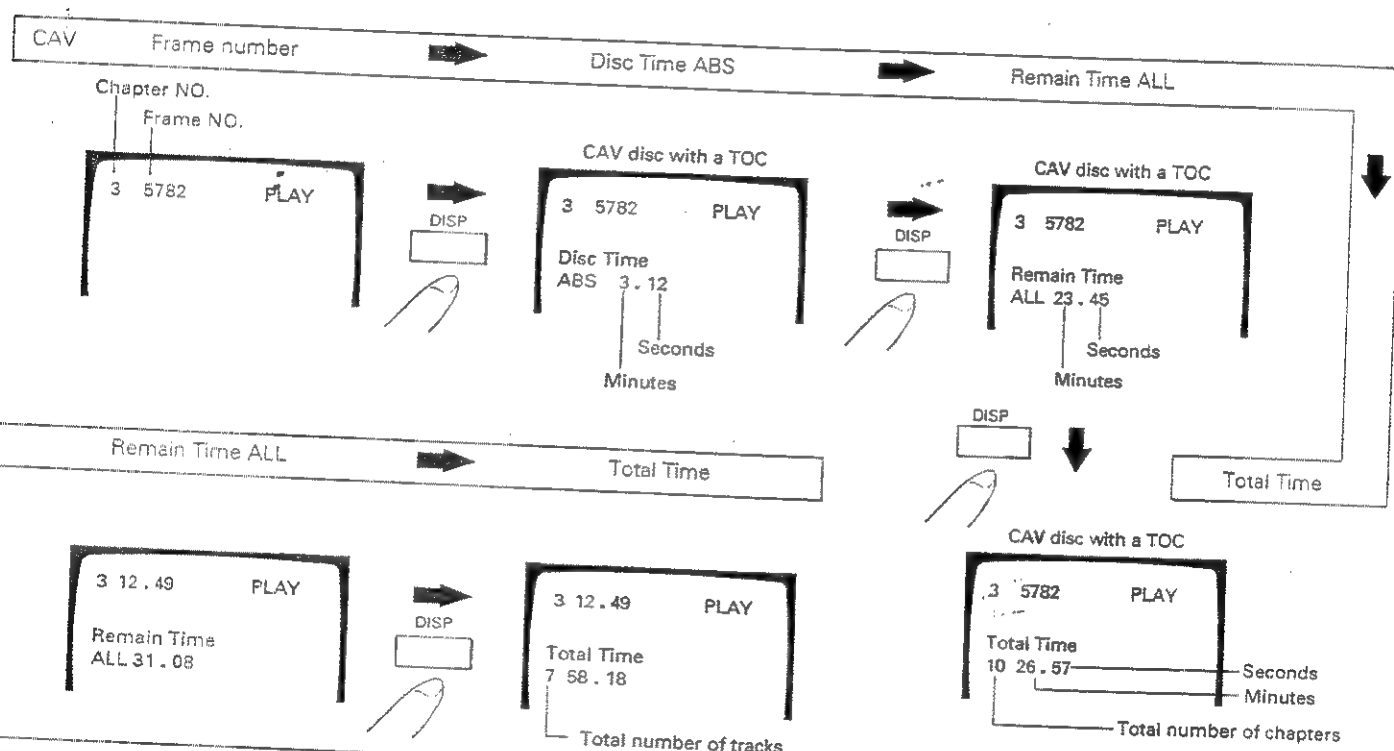 CAV Frame number Disc Time ABS Remain Time ALL
Chapter NO.
Frame NO.
3 5782 PLAY
DISP
CAV disc with a TOC
3 5782 PLAY
Disc Time
ABS 3.12
Seconds
Minutes
DISP
CAV disc with a TOC
3 5782 PLAY
Remain Time
ALL 23.45
Seconds
Minutes
DISP
Total Time
CAV disc with a TOC
3 5782 PLAY
Total Time
10 26.57
Seconds
Minutes
Total number of chapters
Remain Time ALL Total Time
3 12.49 PLAY
Remain Time
ALL 31.08
DISP
3 12.49 PLAY
Total Time
7 58.18
Total number of tracks